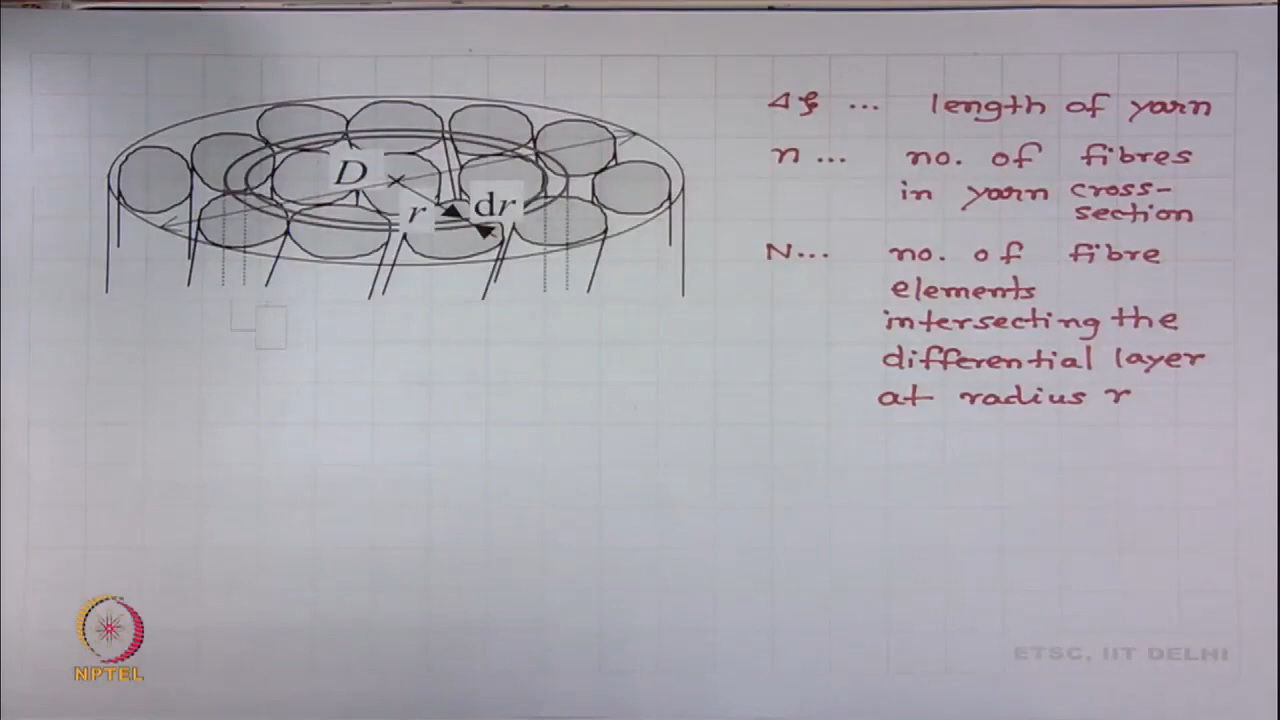 D
r
dr
Δξ ... length of yarn
n ... no. of fibres
in yarn cross-
section
N... no. of fibre
elements
intersecting the
differential layer
at radius r
NPTEL
ETSC, IIT DELHI